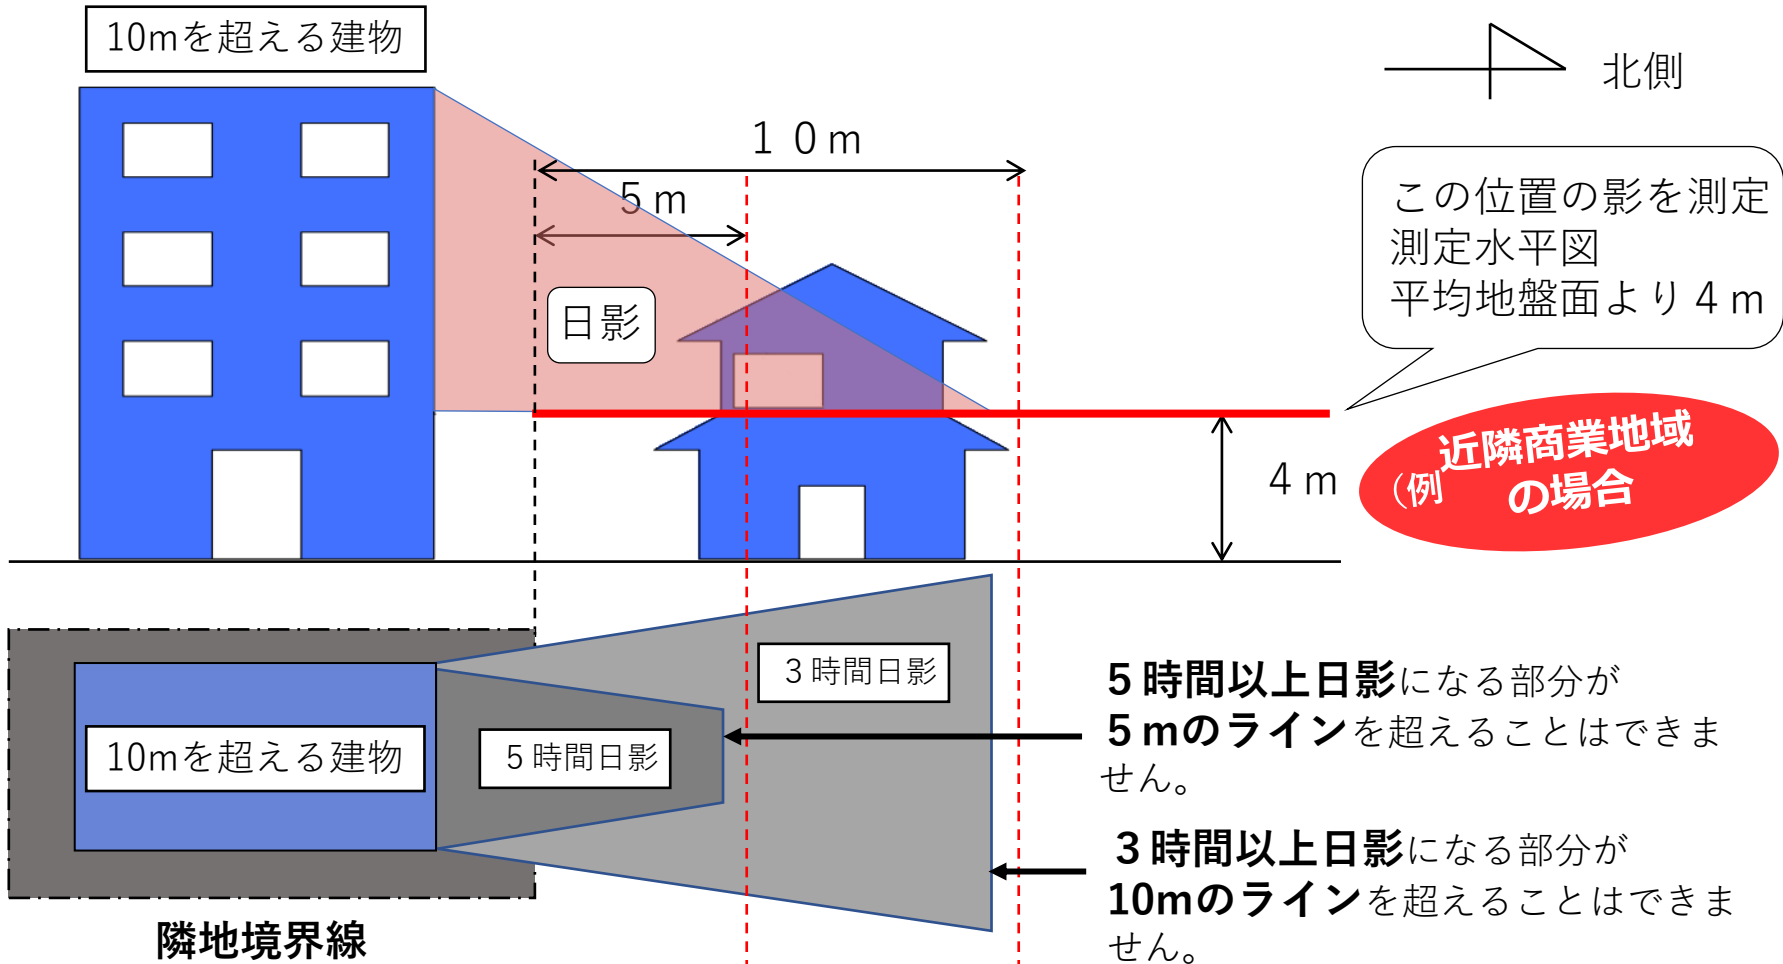 10mを超える建物
北側
１０ｍ
５ｍ
この位置の影を測定
測定水平図
平均地盤面より４ｍ
日影
４ｍ
（例
近隣商業地域
の場合
３時間日影
10mを超える建物
５時間日影
５時間以上日影になる部分が
５ｍのラインを超えることはできま
せん。
３時間以上日影になる部分が
10mのラインを超えることはできま
せん。
隣地境界線